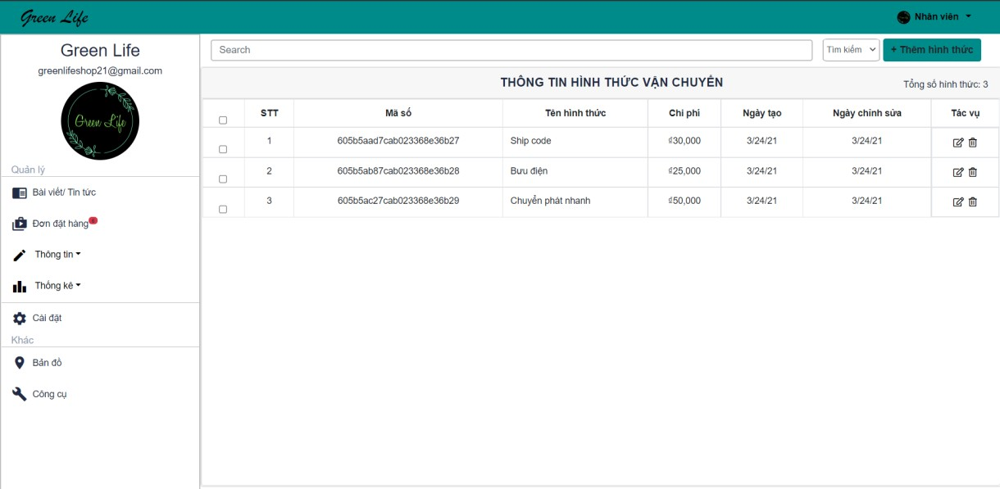 Green Life
Nhân viên
Green Life
greenlifeshop21@gmail.com
Green Life
Quản lý
Bài viết/ Tin tức
Đơn đặt hàng
Thông tin
Thống kê
Cài đặt
Khác
Bản đồ
Công cụ
Search
Tìm kiếm
+ Thêm hình thức
THÔNG TIN HÌNH THỨC VẬN CHUYỂN
Tổng số hình thức: 3
STT Mã số Tên hình thức Chi phí Ngày tạo Ngày chỉnh sửa Tác vụ
1 605b5aad7cab023368e36b27 Ship code ₫30,000 3/24/21 3/24/21
2 605b5ab87cab023368e36b28 Bưu điện ₫25,000 3/24/21 3/24/21
3 605b5ac27cab023368e36b29 Chuyển phát nhanh ₫50,000 3/24/21 3/24/21